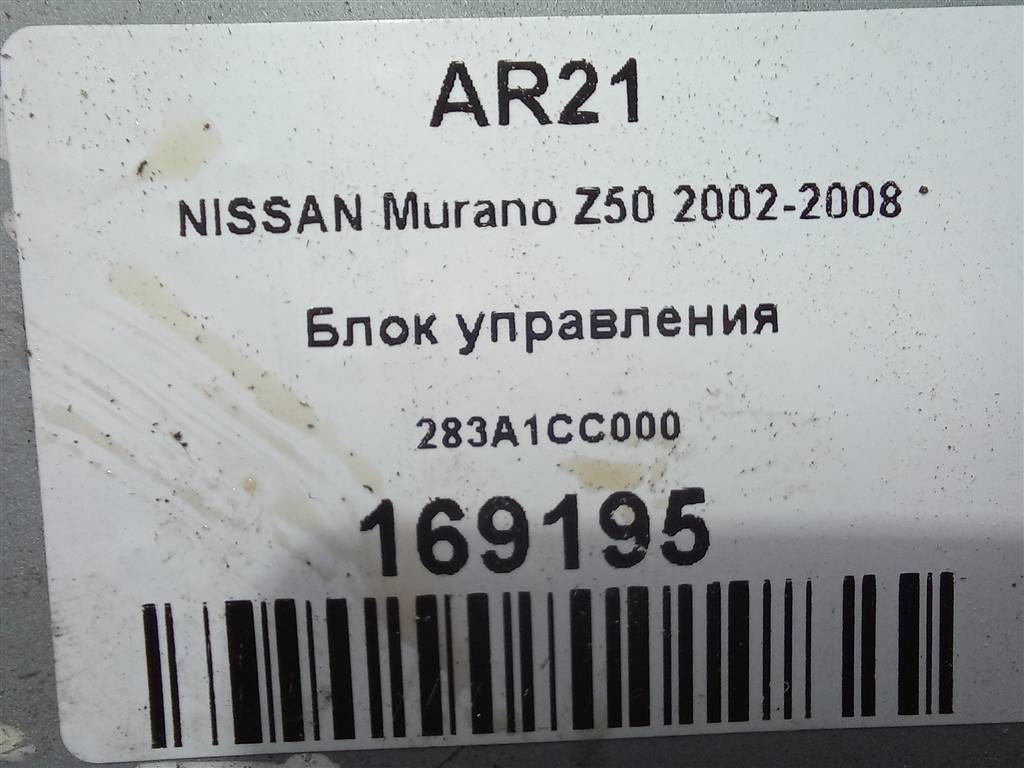 AR21
NISSAN Murano Z50 2002-2008
Блок управления
283A1CC000
169195